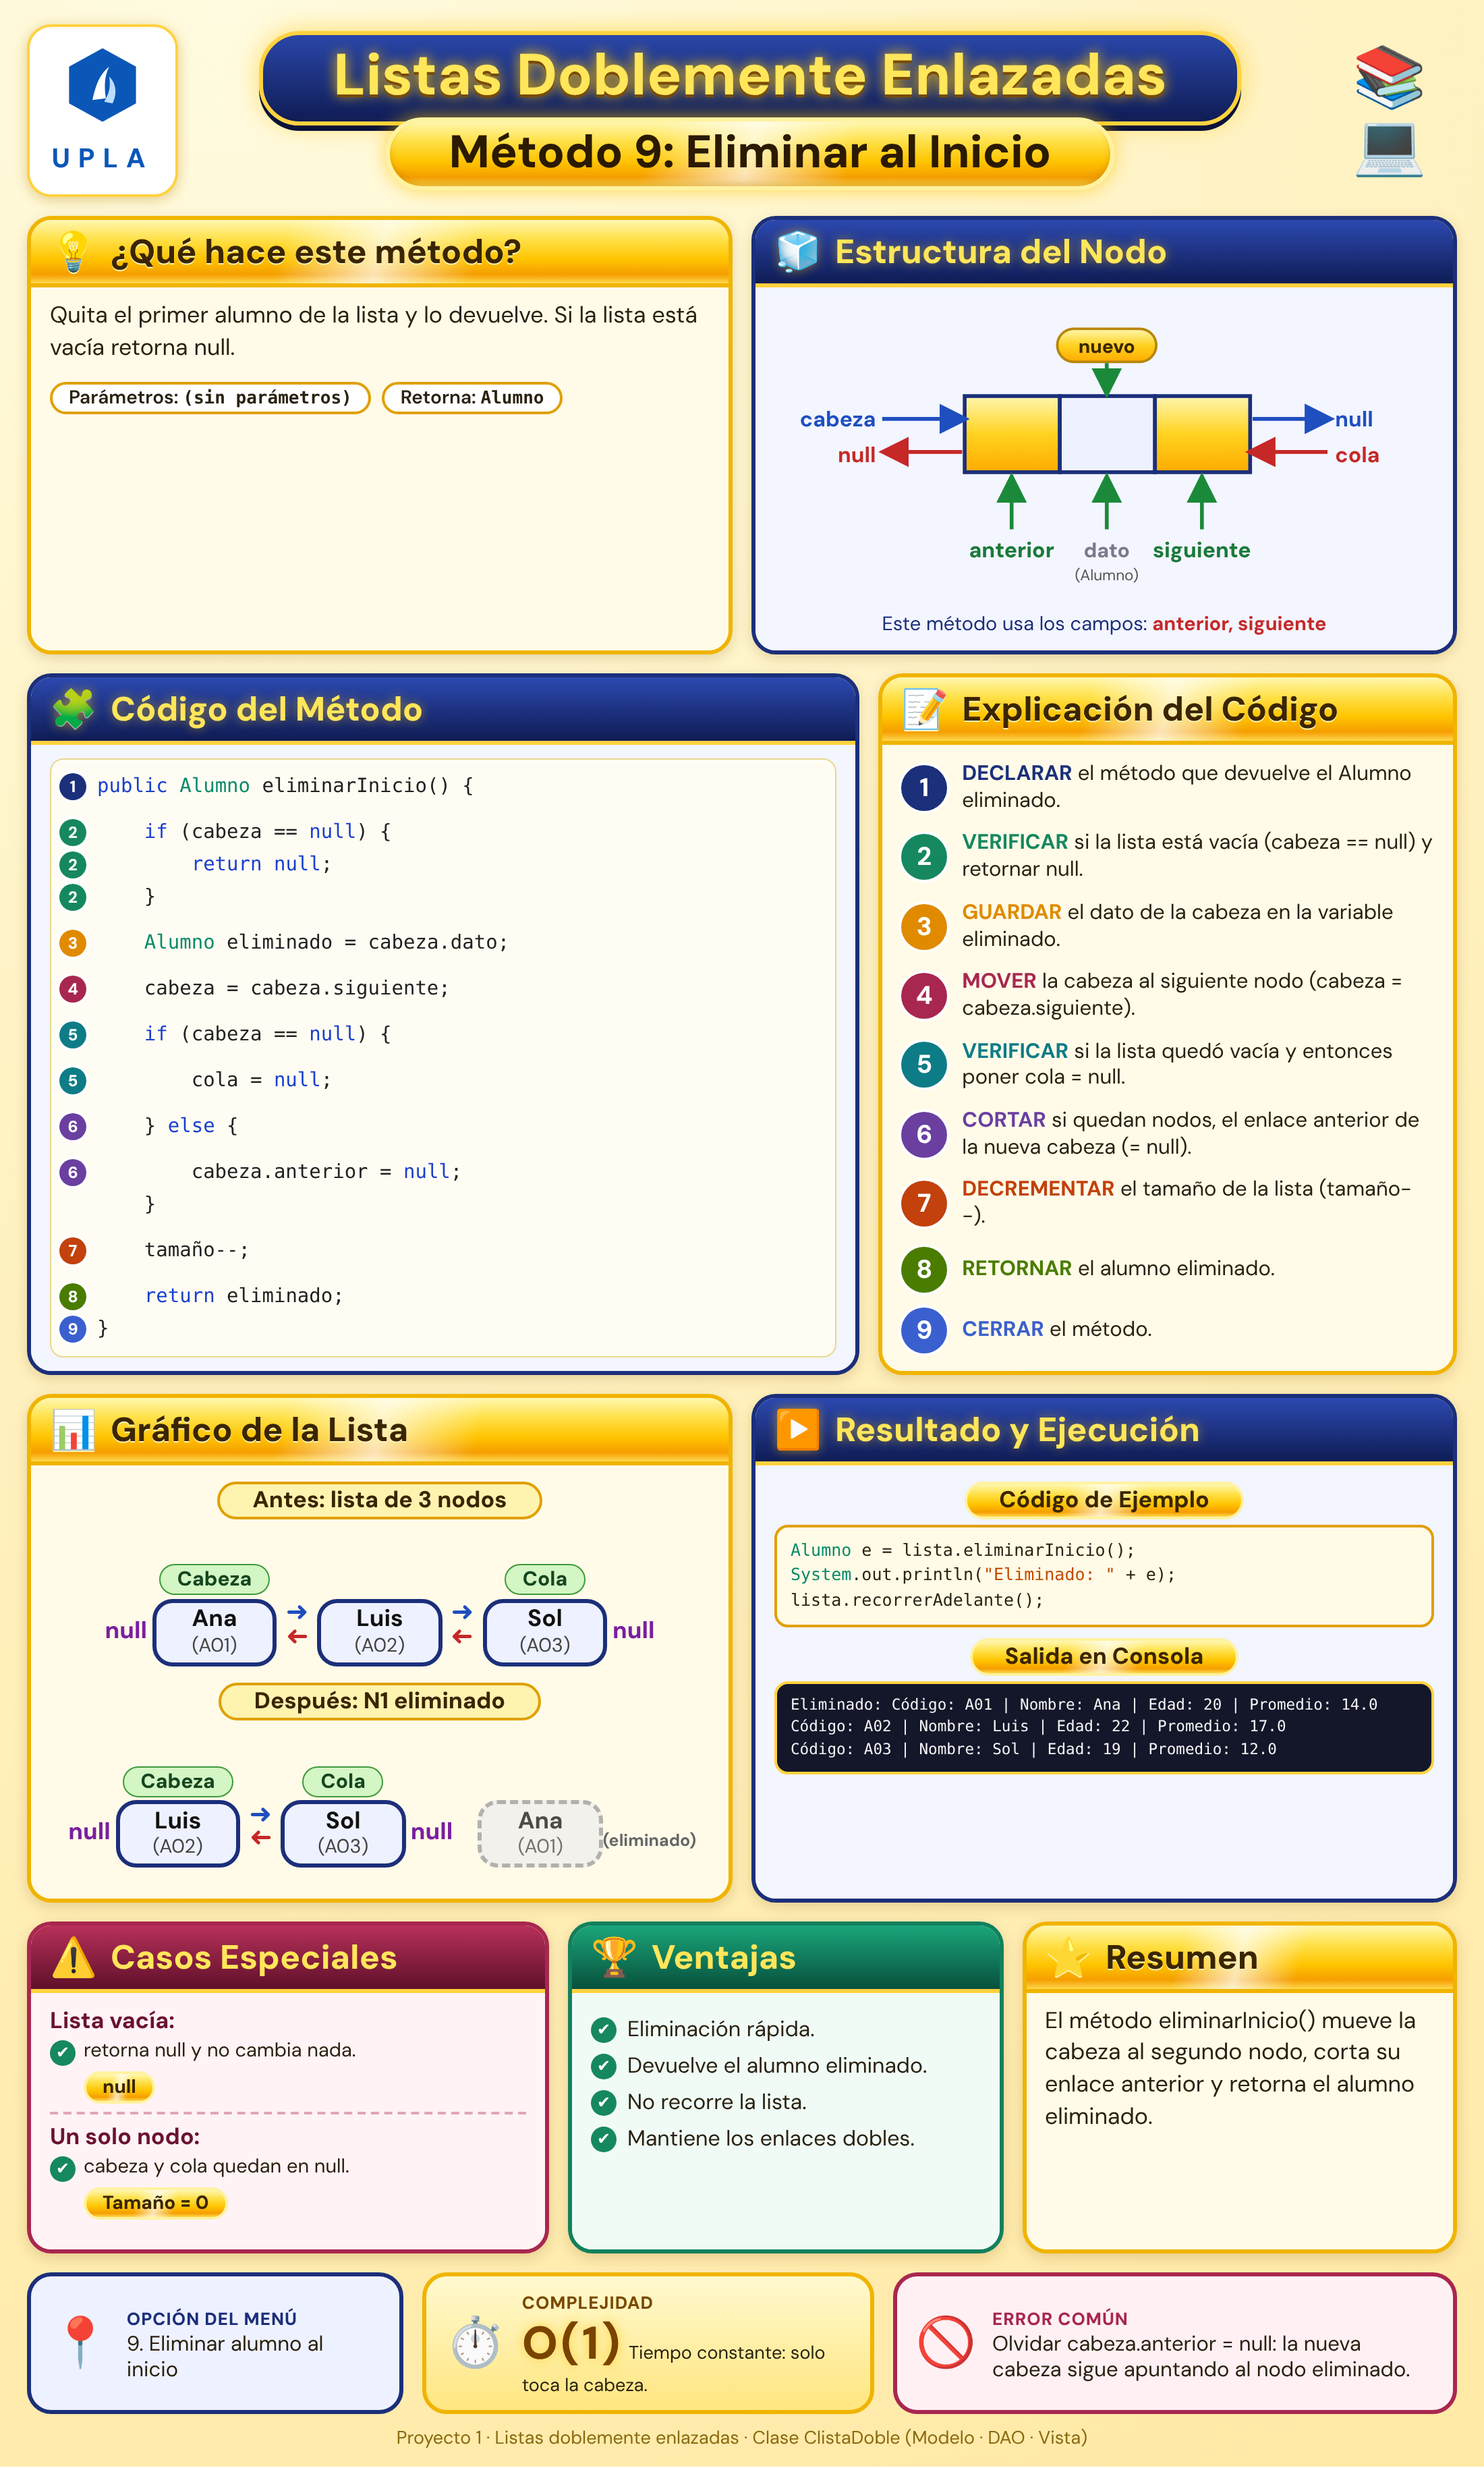 UPLA
Listas Doblemente Enlazadas
Método 9: Eliminar al Inicio
¿Qué hace este método?
Quita el primer alumno de la lista y lo devuelve. Si la lista está
vacía retorna null.
Parámetros: (sin parámetros)
Retorna: Alumno
Estructura del Nodo
nuevo
cabeza
null
null
cola
anterior
dato
siguiente
(Alumno)
Este método usa los campos: anterior, siguiente
Código del Método
1 public Alumno eliminarInicio() {
2 if (cabeza == null) {
2 return null;
2 }
3 Alumno eliminado = cabeza.dato;
4 cabeza = cabeza.siguiente;
5 if (cabeza == null) {
5 cola = null;
6 } else {
6 cabeza.anterior = null;
}
7 tamaño--;
8 return eliminado;
9 }
Explicación del Código
1 DECLARAR el método que devuelve el Alumno
eliminado.
2 VERIFICAR si la lista está vacía (cabeza == null) y
retornar null.
3 GUARDAR el dato de la cabeza en la variable
eliminado.
4 MOVER la cabeza al siguiente nodo (cabeza =
cabeza.siguiente).
5 VERIFICAR si la lista quedó vacía y entonces
poner cola = null.
6 CORTAR si quedan nodos, el enlace anterior de
la nueva cabeza (= null).
7 DECREMENTAR el tamaño de la lista (tamaño-
-).
8 RETORNAR el alumno eliminado.
9 CERRAR el método.
Gráfico de la Lista
Antes: lista de 3 nodos
Cabeza
Cola
null
Ana
(A01)
Luis
(A02)
Sol
(A03)
null
Después: N1 eliminado
Cabeza
Cola
null
Luis
(A02)
Sol
(A03)
null
Ana
(A01)
(eliminado)
Resultado y Ejecución
Código de Ejemplo
Alumno e = lista.eliminarInicio();
System.out.println("Eliminado: " + e);
lista.recorrerAdelante();
Salida en Consola
Eliminado: Código: A01 | Nombre: Ana | Edad: 20 | Promedio: 14.0
Código: A02 | Nombre: Luis | Edad: 22 | Promedio: 17.0
Código: A03 | Nombre: Sol | Edad: 19 | Promedio: 12.0
Casos Especiales
Lista vacía:
retorna null y no cambia nada.
null
Un solo nodo:
cabeza y cola quedan en null.
Tamaño = 0
Ventajas
Eliminación rápida.
Devuelve el alumno eliminado.
No recorre la lista.
Mantiene los enlaces dobles.
Resumen
El método eliminarInicio() mueve la
cabeza al segundo nodo, corta su
enlace anterior y retorna el alumno
eliminado.
OPCIÓN DEL MENÚ
9. Eliminar alumno al
inicio
COMPLEJIDAD
O(1) Tiempo constante: solo
toca la cabeza.
ERROR COMÚN
Olvidar cabeza.anterior = null: la nueva
cabeza sigue apuntando al nodo eliminado.
Proyecto 1 · Listas doblemente enlazadas · Clase ClistaDoble (Modelo · DAO · Vista)